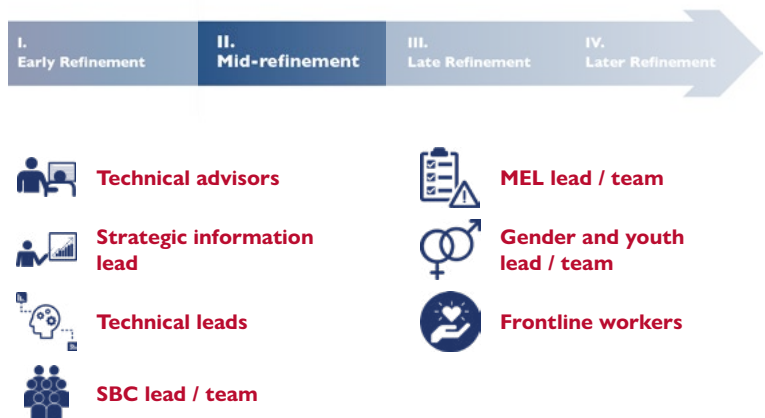 I.
Early Refinement
II.
Mid-refinement
III.
Late Refinement
IV.
Later Refinement
Technical advisors
Strategic information
lead
Technical leads
SBC lead / team
MEL lead / team
Gender and youth
lead / team
Frontline workers